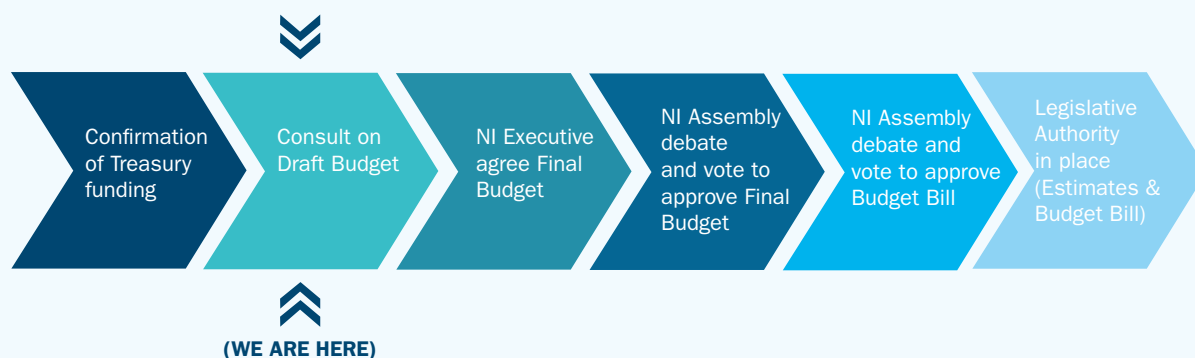 Confirmation
of Treasury
funding
Consult on
Draft Budget
NI Executive
agree Final
Budget
NI Assembly
debate
and vote to
approve Final
Budget
NI Assembly
debate and
vote to approve
Budget Bill
Legislative
Authority
in place
(Estimates &
Budget Bill)
(WE ARE HERE)